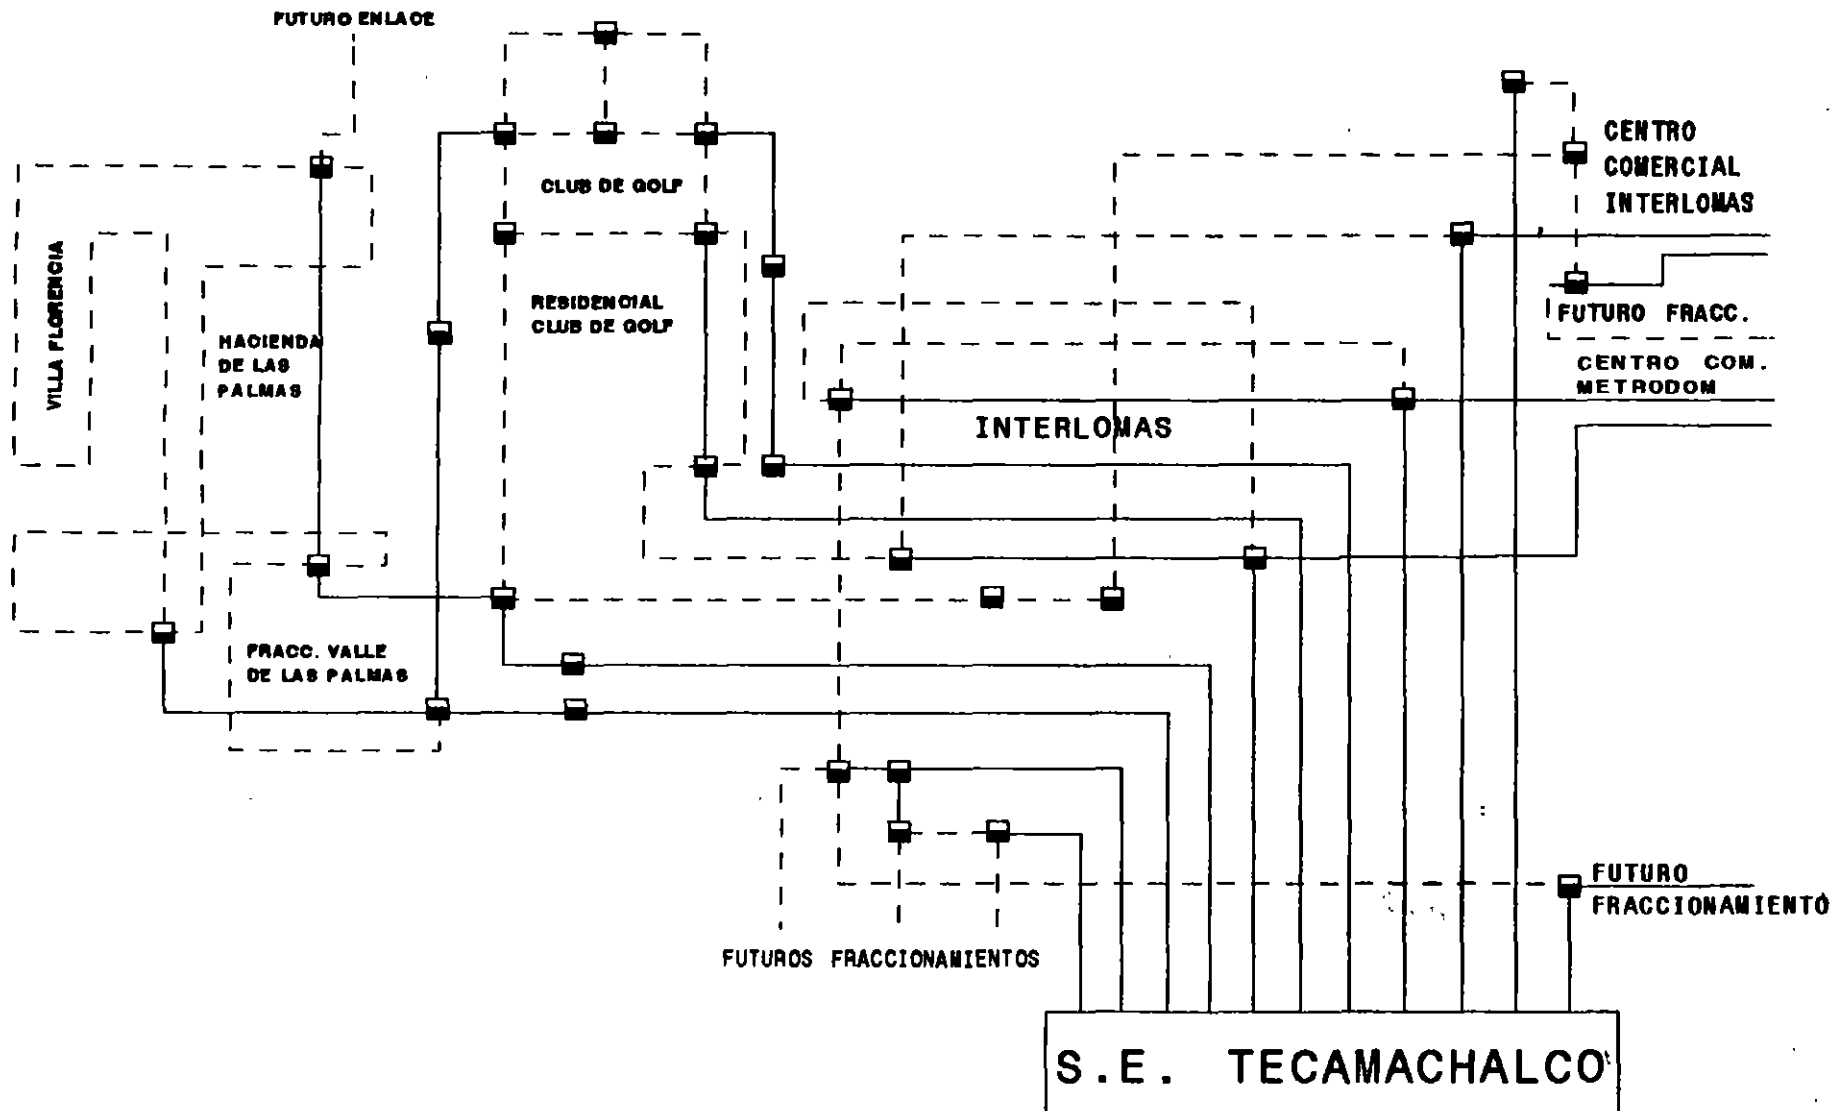 FUTURO ENLACE
CENTRO
COMERCIAL
INTERLOMAS
CLUB DE GOLF
VILLA FLORENCIA
HACIENDA
DE LAS
PALMAS
RESIDENCIAL
CLUB DE GOLF
FUTURO FRACC.
CENTRO COM.
METRODOM
INTERLOMAS
FRACC. VALLE
DE LAS PALMAS
FUTURO
FRACCIONAMIENTO
FUTUROS FRACCIONAMIENTOS
S.E. TECAMACHALCO